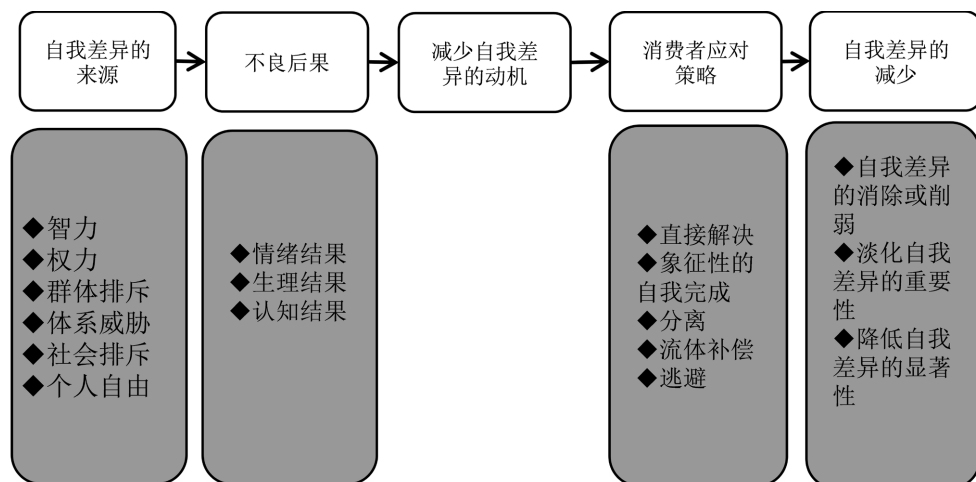 自我差异的
来源
不良后果
减少自我差
异的动机
消费者应对
策略
自我差异的
减少
◆智力
◆权力
◆群体排斥
◆体系威胁
◆社会排斥
◆个人自由
◆情绪结果
◆生理结果
◆认知结果
◆直接解决
◆象征性的
自我完成
◆分离
◆流体补偿
◆逃避
◆自我差异
的消除或削
弱
◆淡化自我
差异的重要
性
◆降低自我
差异的显著
性